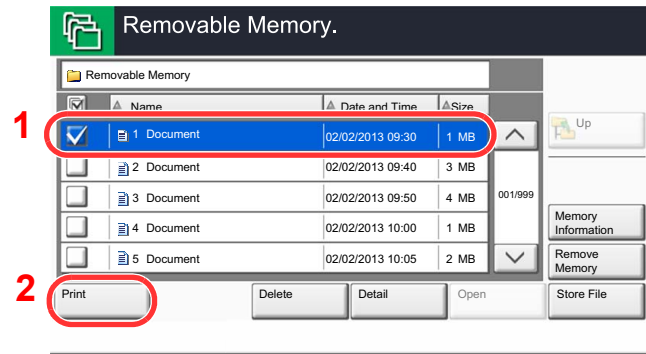 Removable Memory.
Removable Memory
Name Date and Time Size
1
1 Document 02/02/2013 09:30 1 MB
Up
2 Document 02/02/2013 09:40 3 MB
3 Document 02/02/2013 09:50 4 MB
001/999
4 Document 02/02/2013 10:00 1 MB
Memory
Information
5 Document 02/02/2013 10:05 2 MB
Remove
Memory
2
Print Delete Detail Open Store File